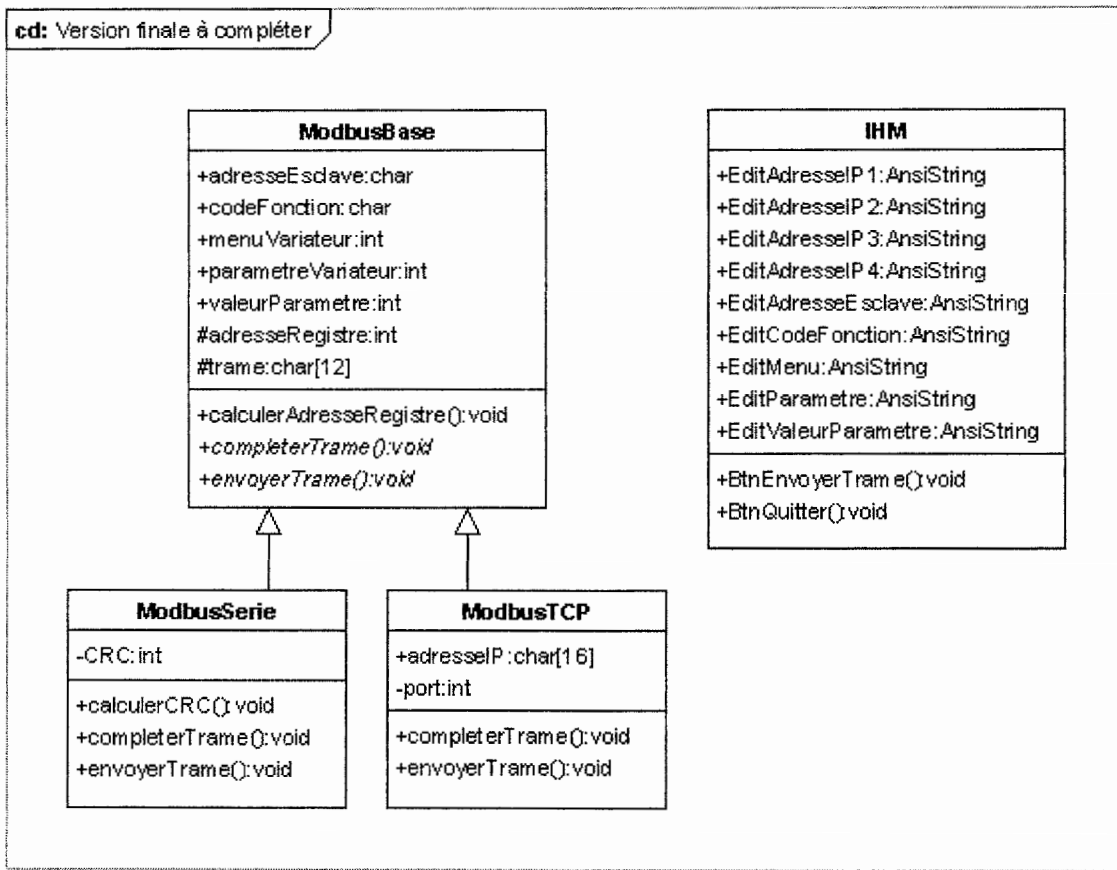 cd: Version finale à compléter
ModbusBase
+adresseEsclave:char
+codeFonction:char
+menuVariateur:int
+parametreVariateur:int
+valeurParametre:int
#adresseRegistre:int
#trame:char[12]
+calculerAdresseRegistre():void
+completerTrame():void
+envoyerTrame():void
IHM
+EditAdresseIP1:AnsiString
+EditAdresseIP2:AnsiString
+EditAdresseIP3:AnsiString
+EditAdresseIP4:AnsiString
+EditAdresseEsclave:AnsiString
+EditCodeFonction:AnsiString
+EditMenu:AnsiString
+EditParametre:AnsiString
+EditValeurParametre:AnsiString
+BtnEnvoyerTrame():void
+BtnQuitter():void
ModbusSerie
-CRC:int
+calculerCRC():void
+completerTrame():void
+envoyerTrame():void
ModbusTCP
+adresseIP:char[16]
-port:int
+completerTrame():void
+envoyerTrame():void